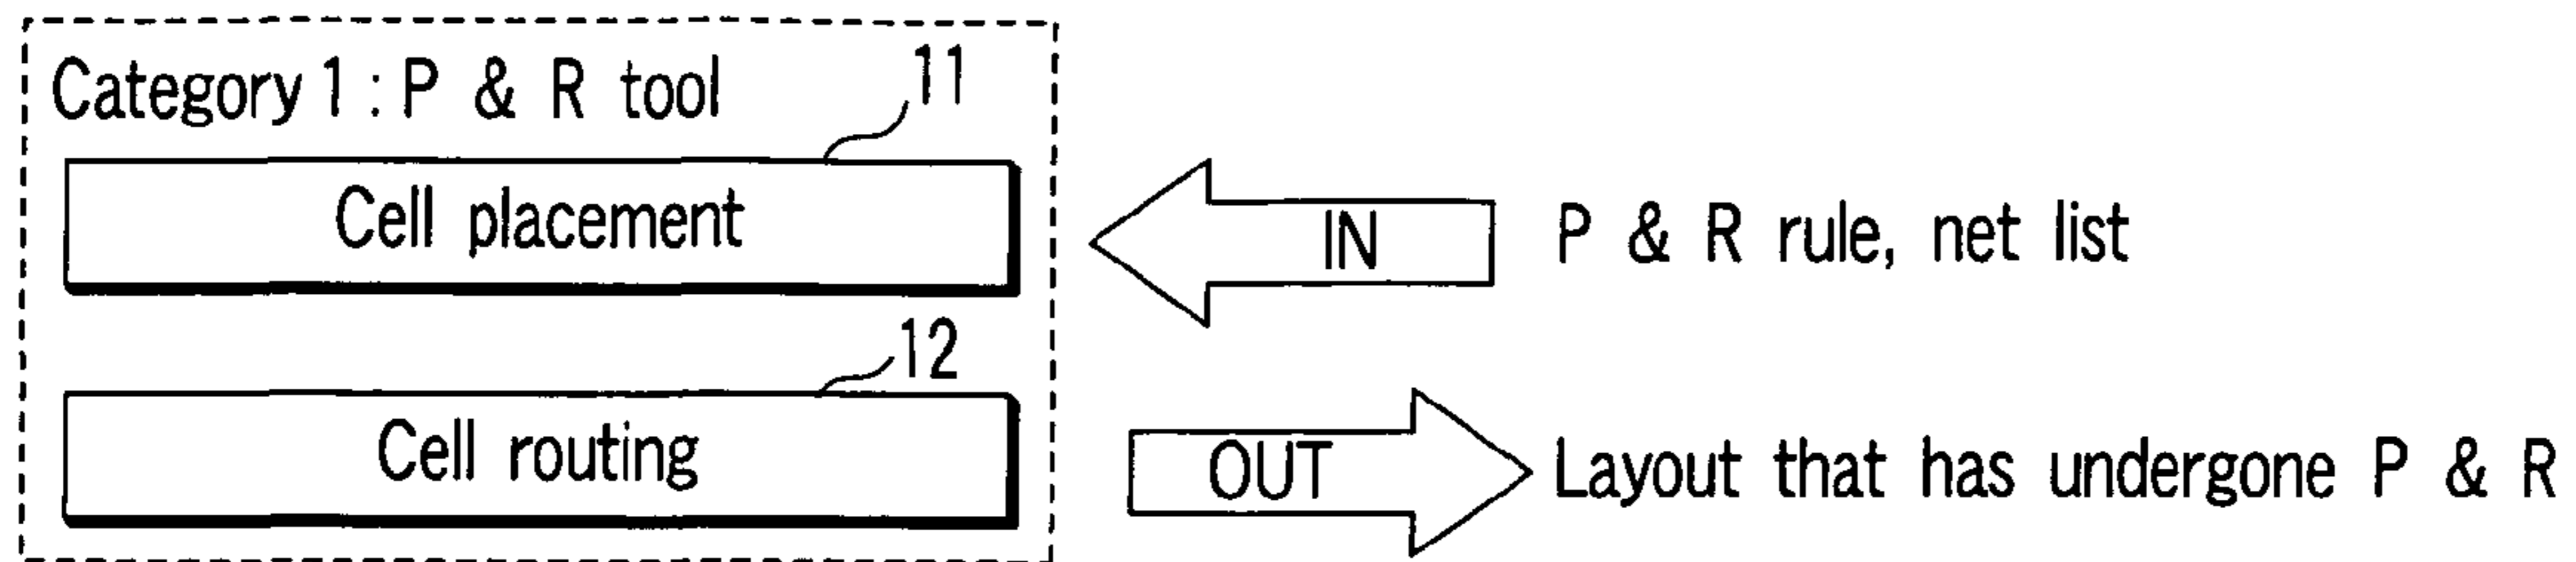 Category 1 : P & R tool
11
Cell placement
IN
P & R rule, net list
12
Cell routing
OUT
Layout that has undergone P & R